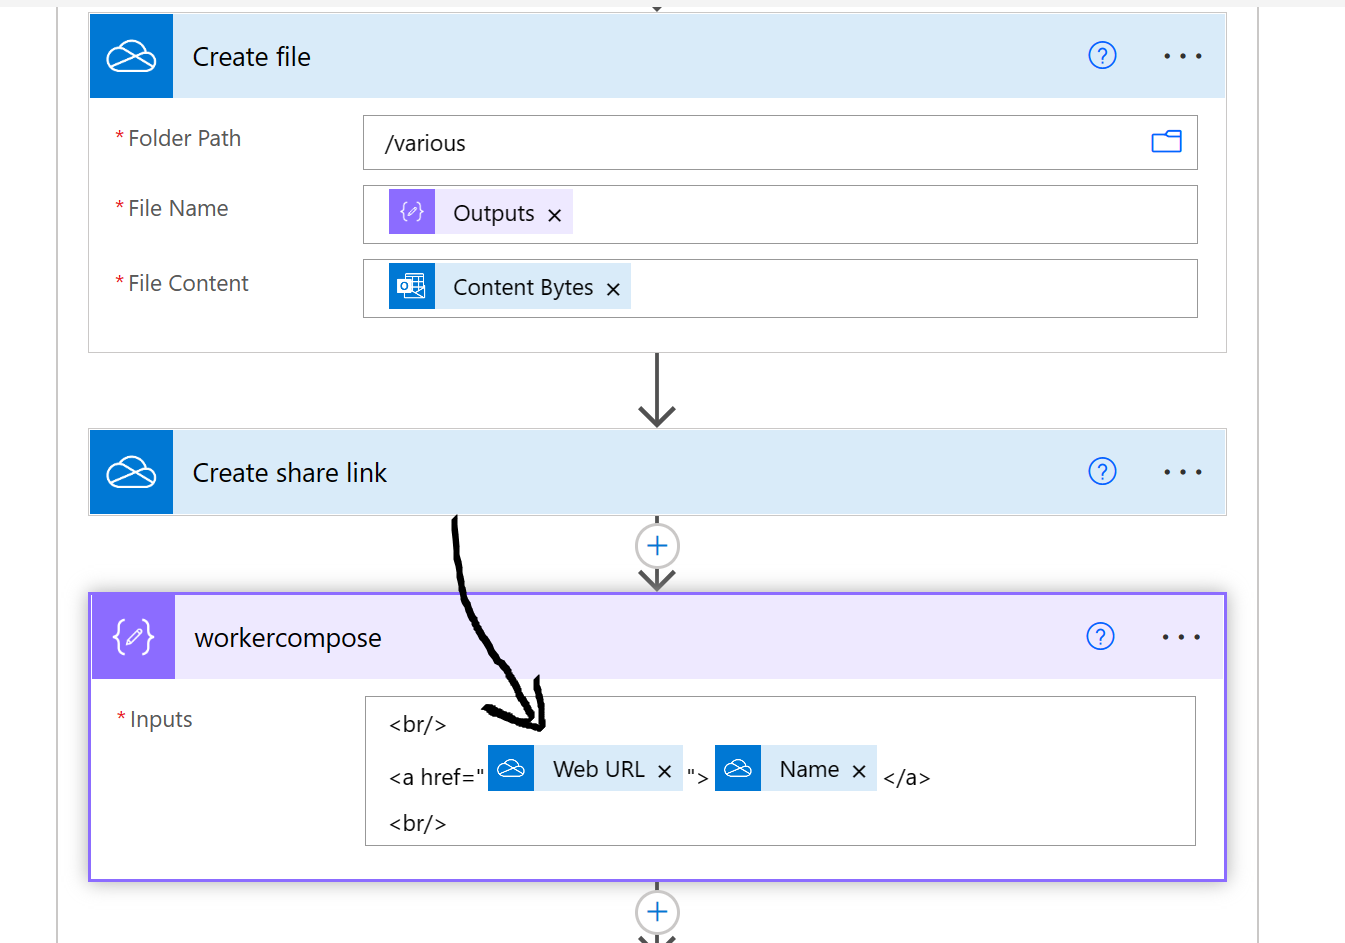 Create file
?
...
* Folder Path
/various
* File Name
Outputs ×
* File Content
Content Bytes ×
Create share link
?
...
workercompose
?
...
* Inputs
<br/>
<a href=" Web URL × "> Name × </a>
<br/>